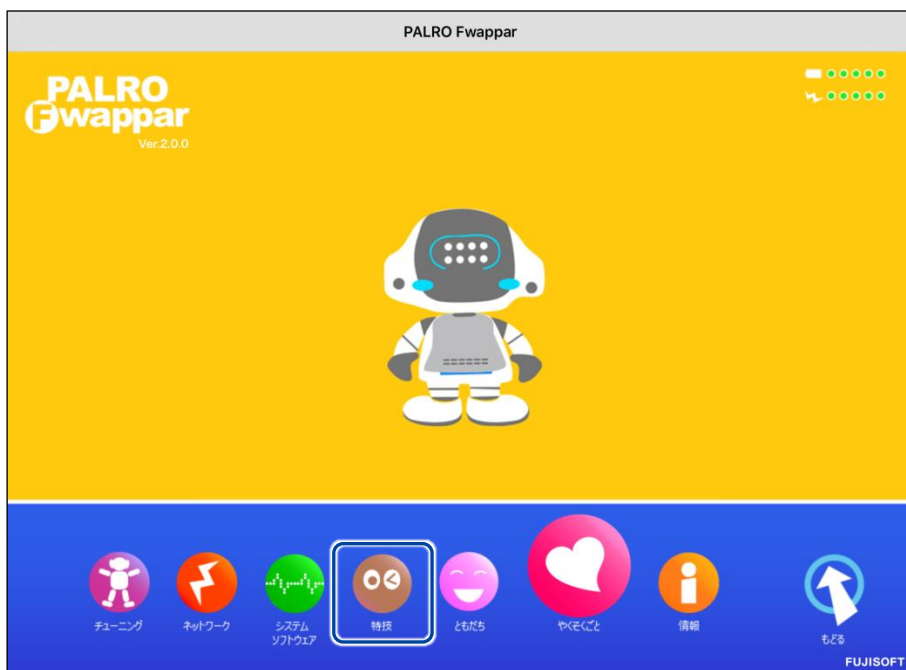 PALRO Fwappar
PALRO
Fwappar
Ver.2.0.0
チューニング
ネットワーク
システム
ソフトウェア
特技
ともだち
やくそくごと
情報
もどる
FUJISOFT